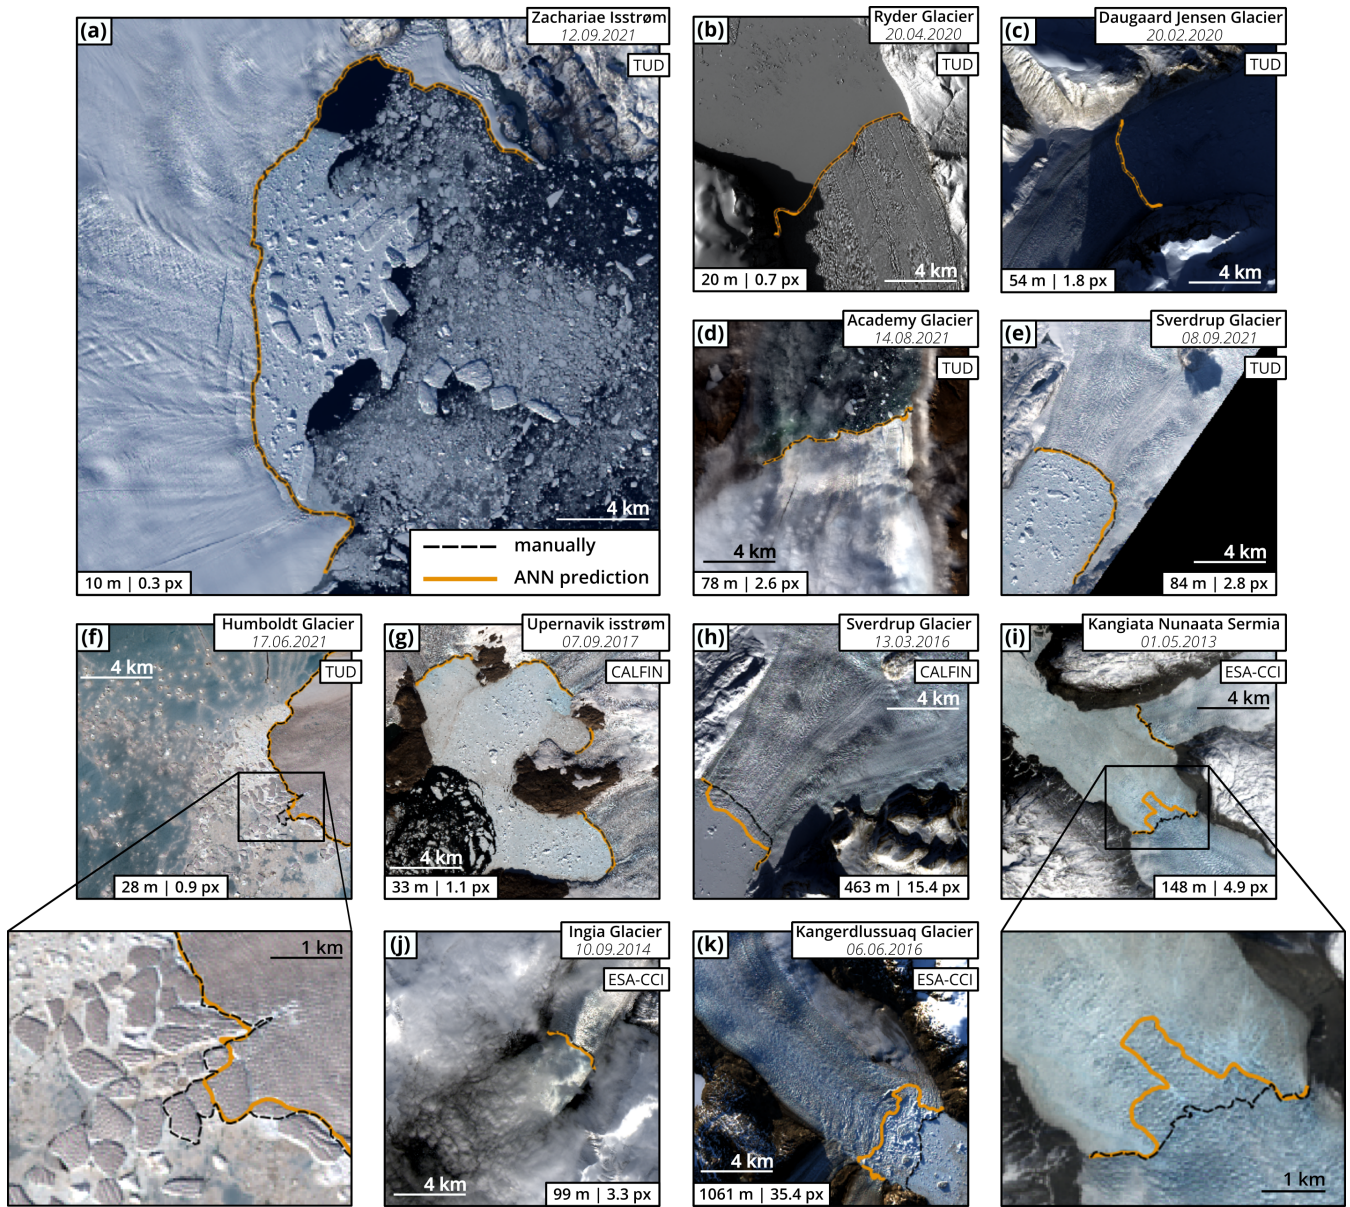 (a)
Zachariae Isstrøm
12.09.2021
TUD
4 km
manually
ANN prediction
10 m | 0.3 px
(b)
Ryder Glacier
20.04.2020
TUD
20 m | 0.7 px
4 km
(c)
Daugaard Jensen Glacier
20.02.2020
TUD
54 m | 1.8 px
4 km
(d)
Academy Glacier
14.08.2021
TUD
4 km
78 m | 2.6 px
(e)
Sverdrup Glacier
08.09.2021
TUD
4 km
84 m | 2.8 px
(f)
Humboldt Glacier
17.06.2021
TUD
4 km
28 m | 0.9 px
1 km
(g)
Upernavik isstrøm
07.09.2017
CALFIN
4 km
33 m | 1.1 px
(h)
Sverdrup Glacier
13.03.2016
CALFIN
4 km
463 m | 15.4 px
(i)
Kangiata Nunaata Sermia
01.05.2013
ESA-CCI
4 km
148 m | 4.9 px
1 km
(j)
Ingia Glacier
10.09.2014
ESA-CCI
4 km
99 m | 3.3 px
(k)
Kangerdlussuaq Glacier
06.06.2016
ESA-CCI
4 km
1061 m | 35.4 px